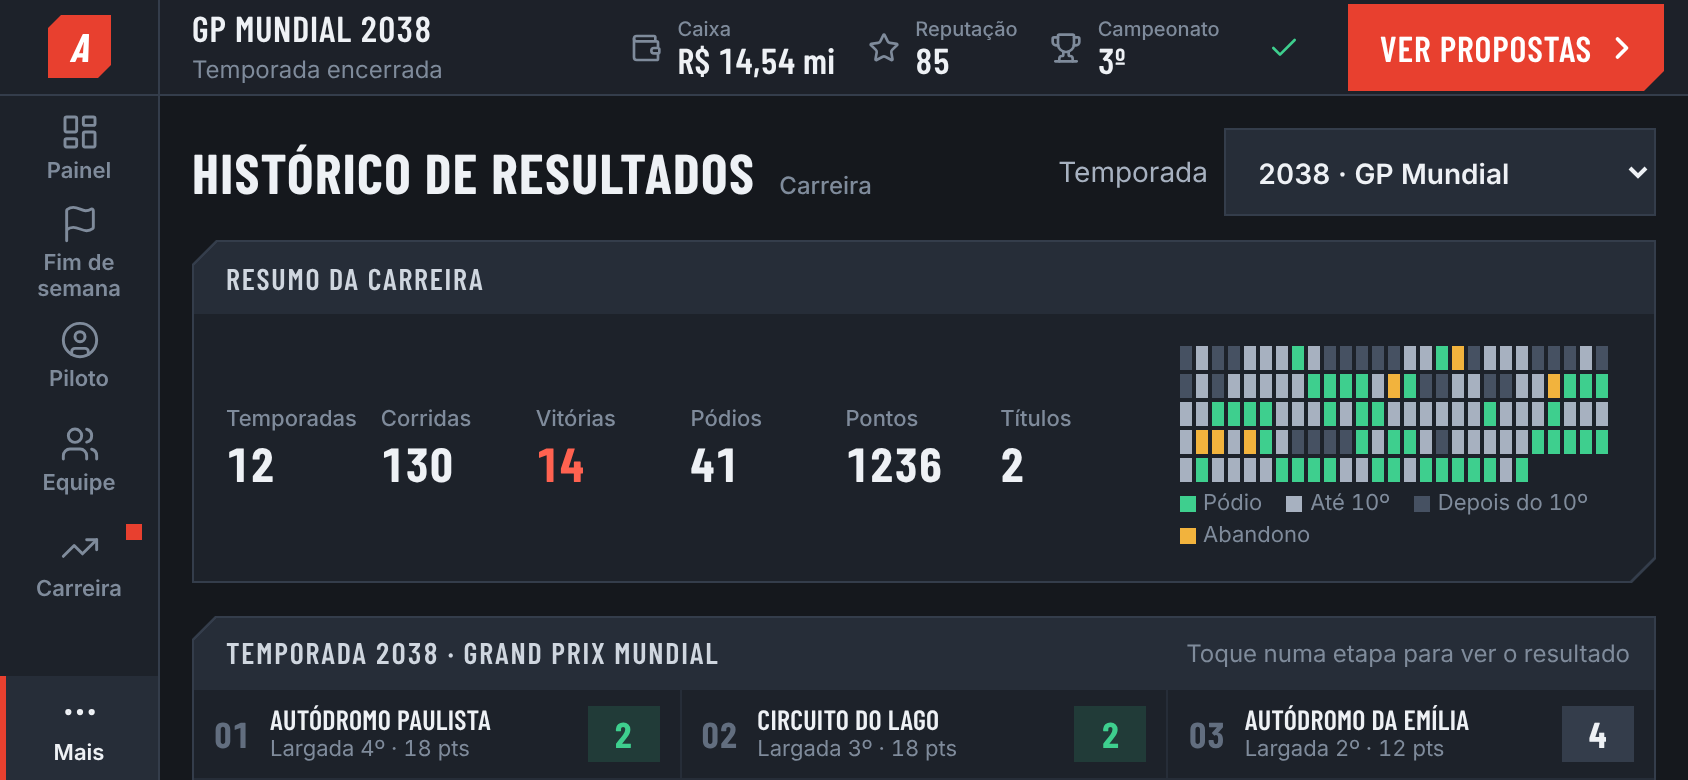 A
GP MUNDIAL 2038
Temporada encerrada
Caixa
R$ 14,54 mi
Reputação
85
Campeonato
3º
VER PROPOSTAS
Painel
Fim de
semana
Piloto
Equipe
Carreira
Mais
HISTÓRICO DE RESULTADOS Carreira
Temporada
2038 · GP Mundial
RESUMO DA CARREIRA
Temporadas
12
Corridas
130
Vitórias
14
Pódios
41
Pontos
1236
Títulos
2
Pódio Até 10º Depois do 10º
Abandono
TEMPORADA 2038 · GRAND PRIX MUNDIAL
Toque numa etapa para ver o resultado
01 AUTÓDROMO PAULISTA
Largada 4º · 18 pts
2
02 CIRCUITO DO LAGO
Largada 3º · 18 pts
2
03 AUTÓDROMO DA EMÍLIA
Largada 2º · 12 pts
4